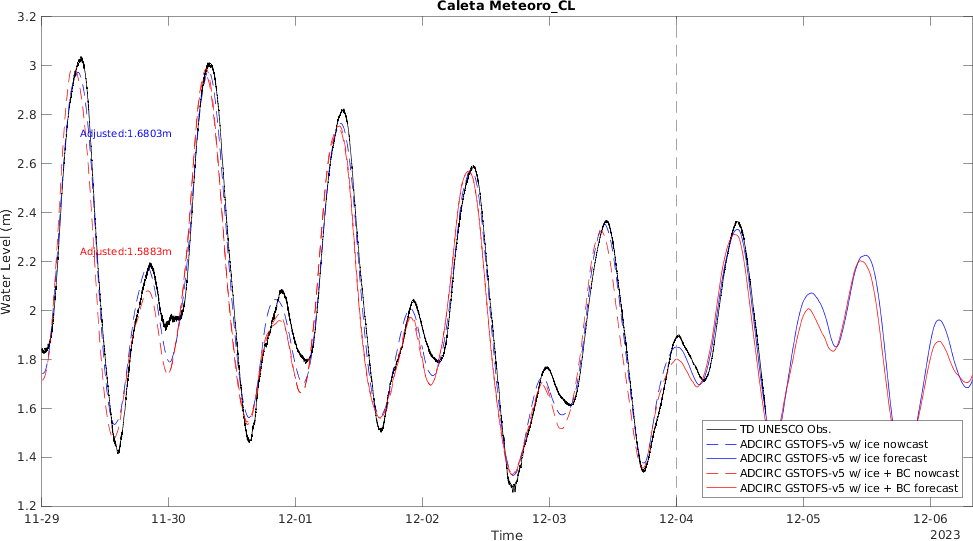 Caleta Meteoro_CL
3.2
3
2.8
2.6
2.4
2.2
2
1.8
1.6
1.4
1.2
Water Level (m)
Adjusted:1.6803m
Adjusted:1.5883m
TD UNESCO Obs.
ADCIRC GSTOFS-v5 w/ ice nowcast
ADCIRC GSTOFS-v5 w/ ice forecast
ADCIRC GSTOFS-v5 w/ ice + BC nowcast
ADCIRC GSTOFS-v5 w/ ice + BC forecast
11-29 11-30 12-01 12-02 12-03 12-04 12-05 12-06
Time
2023